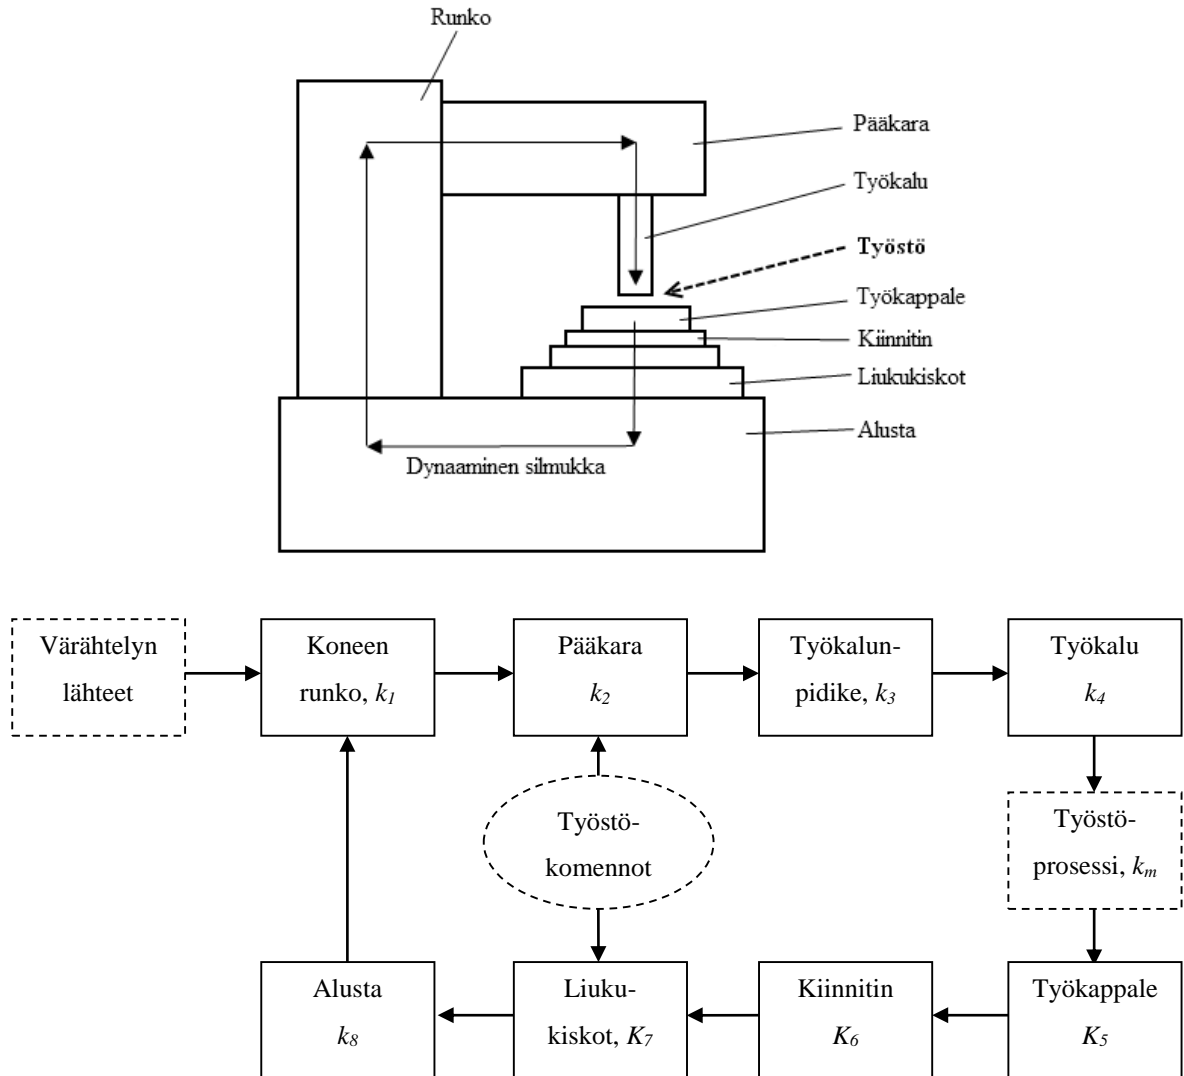 Runko
Pääkara
Työkalu
Työstö
Työkappale
Kiinnitin
Liukukiskot
Alusta
Dynaaminen silmukka
Värähtelyn
lähteet
Koneen
runko, k1
Pääkara
k2
Työkalun-
pidike, k3
Työkalu
k4
Työstö-
komennot
Työstö-
prosessi, km
Alusta
k8
Liuku-
kiskot, K7
Kiinnitin
K6
Työkappale
K5